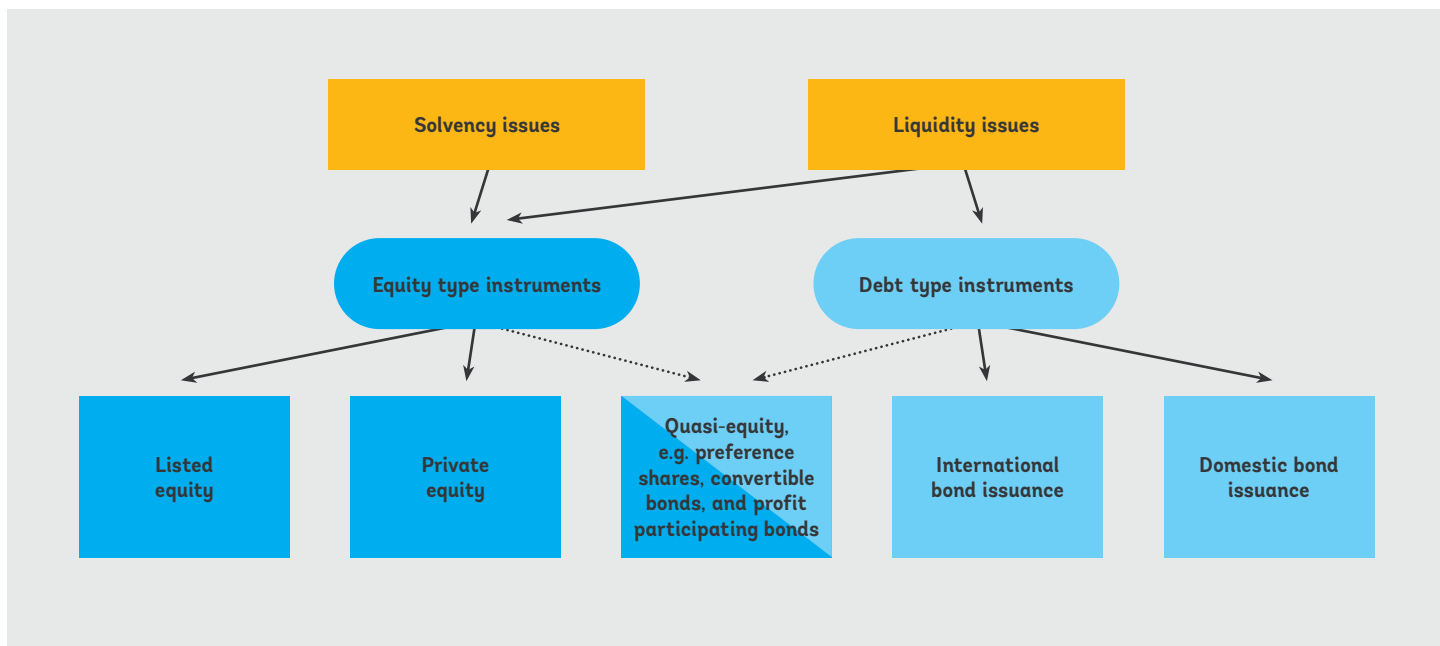 Solvency issues
Liquidity issues
Equity type instruments
Debt type instruments
Listed
equity
Private
equity
Quasi-equity,
e.g. preference
shares, convertible
bonds, and profit
participating bonds
International
bond issuance
Domestic bond
issuance